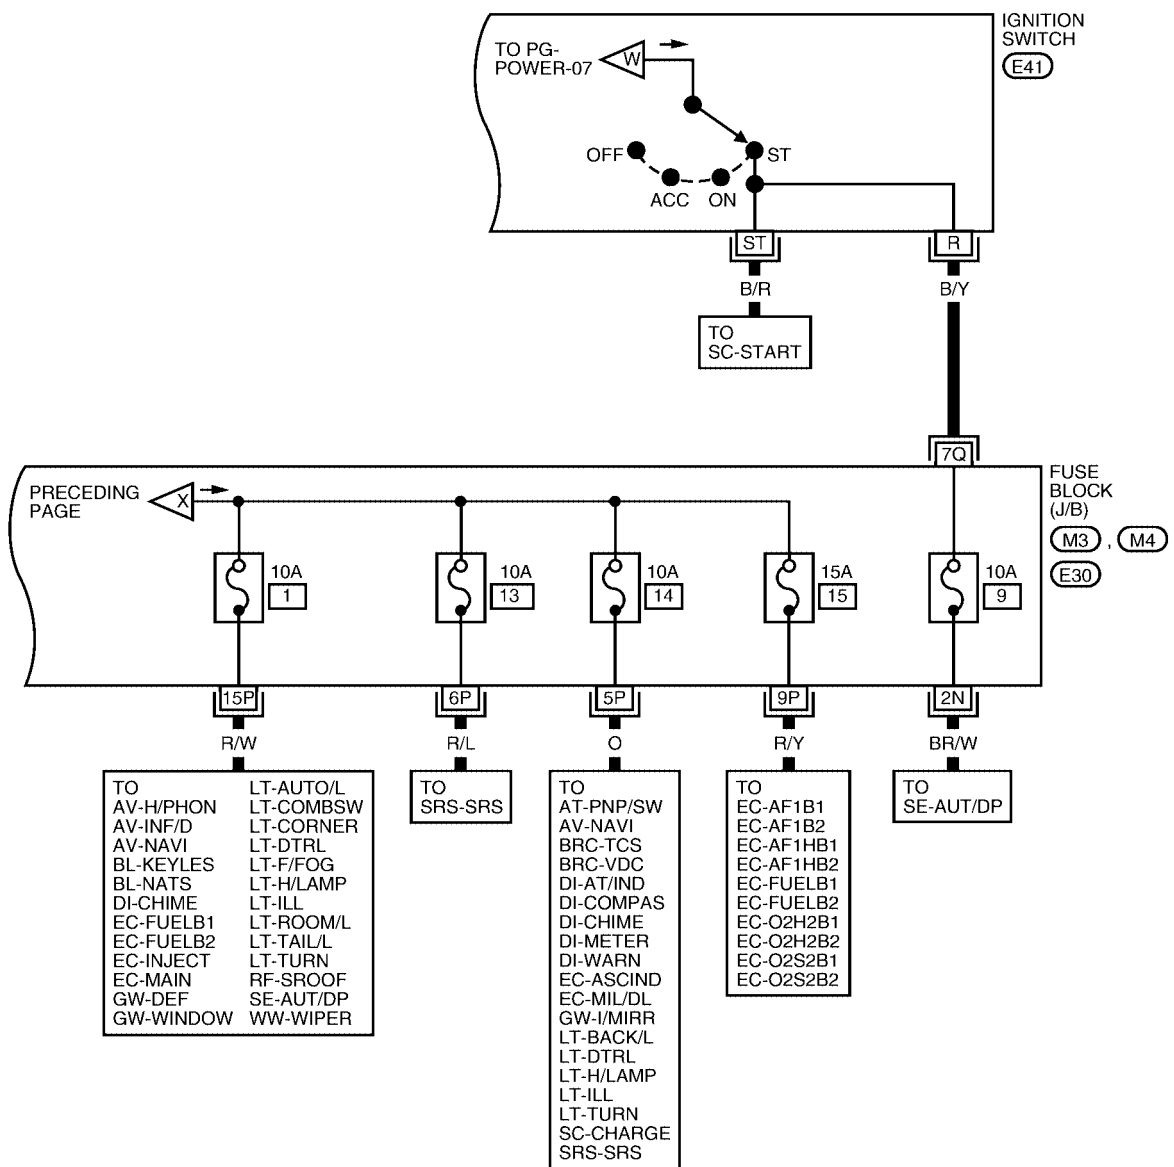 IGNITION
SWITCH
E41
TO PG-
POWER-07
W
OFF
ST
ACC
ON
ST
R
B/R
B/Y
TO
SC-START
7Q
PRECEDING
PAGE
X
FUSE
BLOCK
(J/B)
M3 , M4
E30
10A
1
10A
13
10A
14
15A
15
10A
9
15P
6P
5P
9P
2N
R/W
R/L
O
R/Y
BR/W
TO
AV-H/PHON
AV-INF/D
AV-NAVI
BL-KEYLES
BL-NATS
DI-CHIME
EC-FUELB1
EC-FUELB2
EC-INJECT
EC-MAIN
GW-DEF
GW-WINDOW
LT-AUTO/L
LT-COMBSW
LT-CORNER
LT-DTRL
LT-F/FOG
LT-H/LAMP
LT-ILL
LT-ROOM/L
LT-TAIL/L
LT-TURN
RF-SROOF
SE-AUT/DP
WW-WIPER
TO
SRS-SRS
TO
AT-PNP/SW
AV-NAVI
BRC-TCS
BRC-VDC
DI-AT/IND
DI-COMPAS
DI-CHIME
DI-METER
DI-WARN
EC-ASCIND
EC-MIL/DL
GW-I/MIRR
LT-BACK/L
LT-DTRL
LT-H/LAMP
LT-ILL
LT-TURN
SC-CHARGE
SRS-SRS
TO
EC-AF1B1
EC-AF1B2
EC-AF1HB1
EC-AF1HB2
EC-FUELB1
EC-FUELB2
EC-O2H2B1
EC-O2H2B2
EC-O2S2B1
EC-O2S2B2
TO
SE-AUT/DP